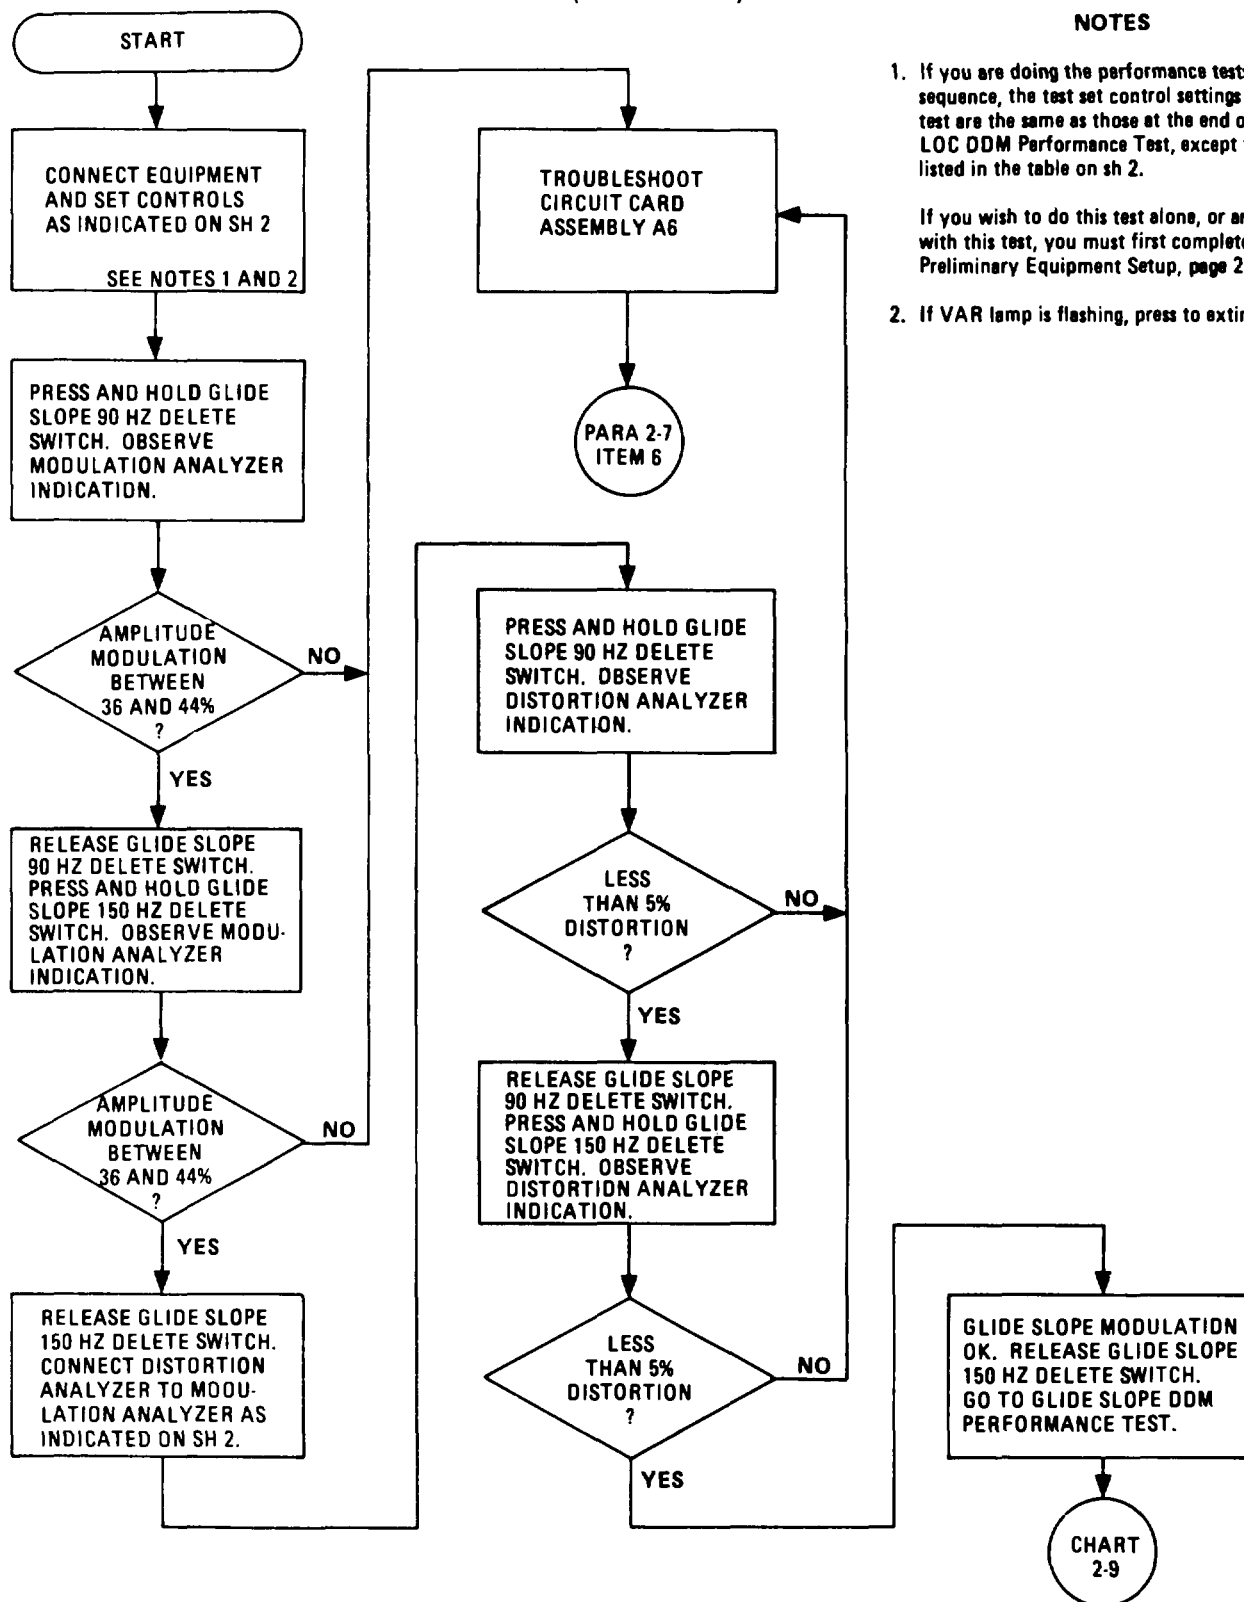 START
CONNECT EQUIPMENT
AND SET CONTROLS
AS INDICATED ON SH 2
SEE NOTES 1 AND 2
PRESS AND HOLD GLIDE
SLOPE 90 HZ DELETE
SWITCH. OBSERVE
MODULATION ANALYZER
INDICATION.
AMPLITUDE
MODULATION
BETWEEN
36 AND 44%
?
NO
YES
RELEASE GLIDE SLOPE
90 HZ DELETE SWITCH.
PRESS AND HOLD GLIDE
SLOPE 150 HZ DELETE
SWITCH. OBSERVE MODU-
LATION ANALYZER
INDICATION.
AMPLITUDE
MODULATION
BETWEEN
36 AND 44%
?
NO
YES
RELEASE GLIDE SLOPE
150 HZ DELETE SWITCH.
CONNECT DISTORTION
ANALYZER TO MODU-
LATION ANALYZER AS
INDICATED ON SH 2.
TROUBLESHOOT
CIRCUIT CARD
ASSEMBLY A6
PARA 2-7
ITEM 6
PRESS AND HOLD GLIDE
SLOPE 90 HZ DELETE
SWITCH. OBSERVE
DISTORTION ANALYZER
INDICATION.
LESS
THAN 5%
DISTORTION
?
NO
YES
RELEASE GLIDE SLOPE
90 HZ DELETE SWITCH.
PRESS AND HOLD GLIDE
SLOPE 150 HZ DELETE
SWITCH. OBSERVE
DISTORTION ANALYZER
INDICATION.
LESS
THAN 5%
DISTORTION
?
NO
YES
GLIDE SLOPE MODULATION
OK. RELEASE GLIDE SLOPE
150 HZ DELETE SWITCH.
GO TO GLIDE SLOPE DDM
PERFORMANCE TEST.
CHART
2-9
NOTES
1. If you are doing the performance tests
sequence, the test set control settings
test are the same as those at the end o
LOC DDM Performance Test, except
listed in the table on sh 2.
If you wish to do this test alone, or
with this test, you must first complete
Preliminary Equipment Setup, page 2
2. If VAR lamp is flashing, press to